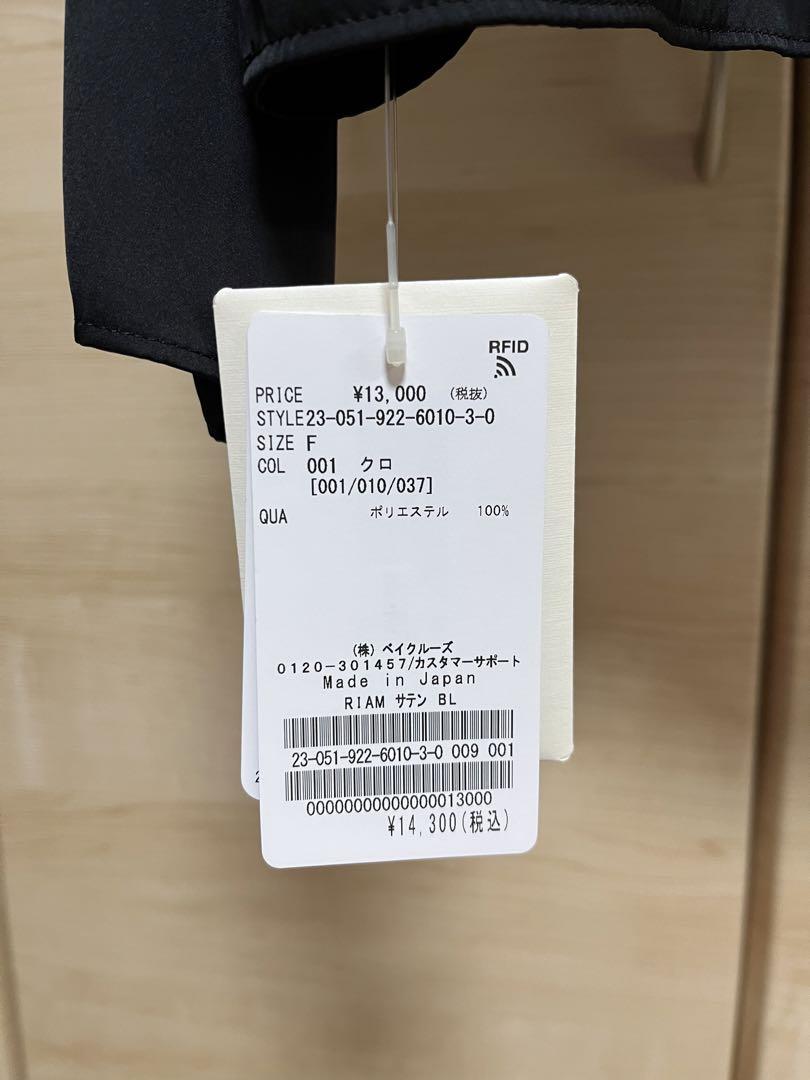 RFID
PRICE ¥13,000 (税抜)
STYLE23-051-922-6010-3-0
SIZE F
COL 001 クロ
[001/010/037]
QUA ポリエステル 100%
(株) ベイクルーズ
0120-301457/カスタマーサポート
Made in Japan
RIAM サテン BL
23-051-922-6010-3-0 009 001
00000000000000013000
¥14,300(税込)
2